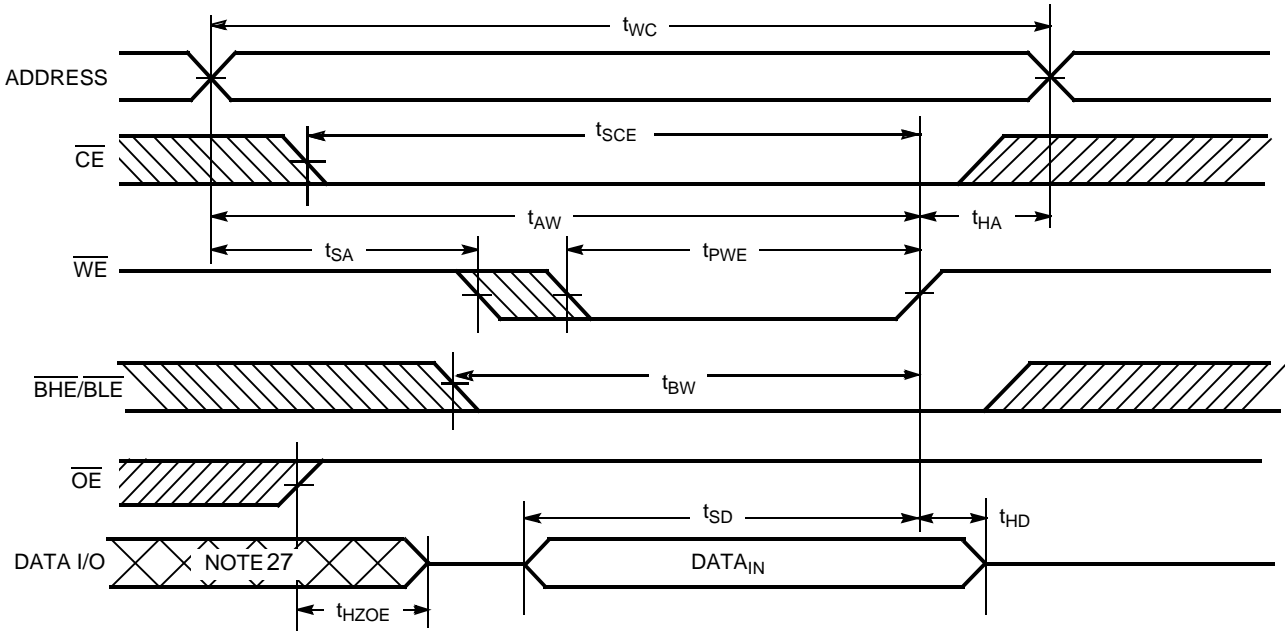 tWC
ADDRESS
tSCE
CE
tAW
tHA
tSA
tPWE
WE
tBW
BHE/BLE
OE
tSD
tHD
DATA I/O
NOTE 27
DATAIN
tHZOE